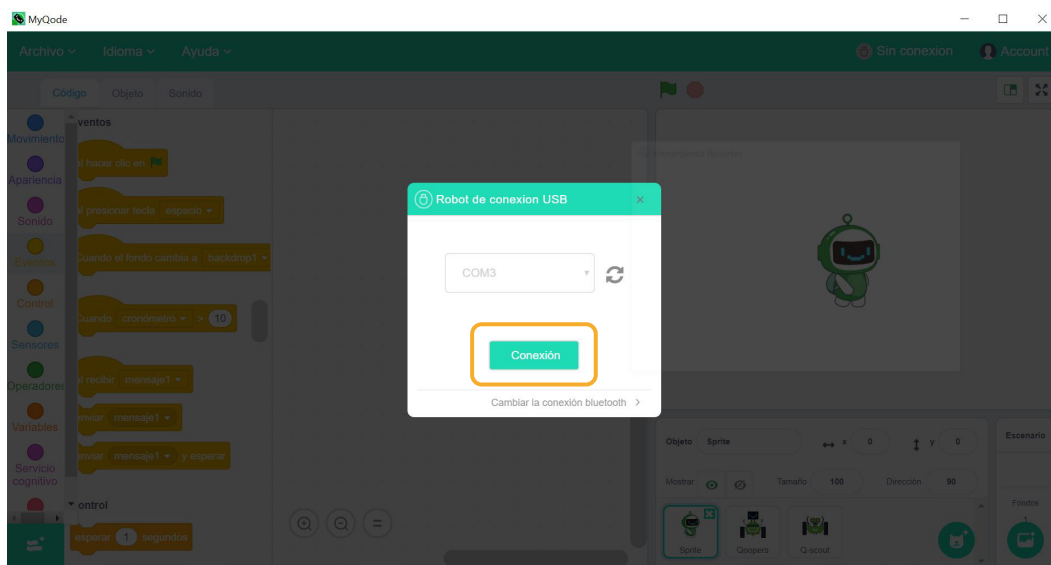 MyQode
Archivo Idioma Ayuda Sin conexion Account
Código Objeto Sonido
Movimiento
Apariencia
Sonido
Eventos
Control
Sensores
Operadores
Variables
Servicio
cognitivo
ventos
al hacer clic en
al presionar tecla espacio
Cuando el fondo cambia a backdrop1
Cuando cronómetro > 10
al recibir mensaje1
enviar mensaje1
enviar mensaje1 y esperar
ontrol
esperar 1 segundos
Robot de conexion USB ×
COM3
Conexión
Cambiar la conexión bluetooth >
Objeto Sprite x 0 y 0
Mostrar Tamaño 100 Dirección 90
Sprite Qoopers Q-scout
Escenario
Fondos
1